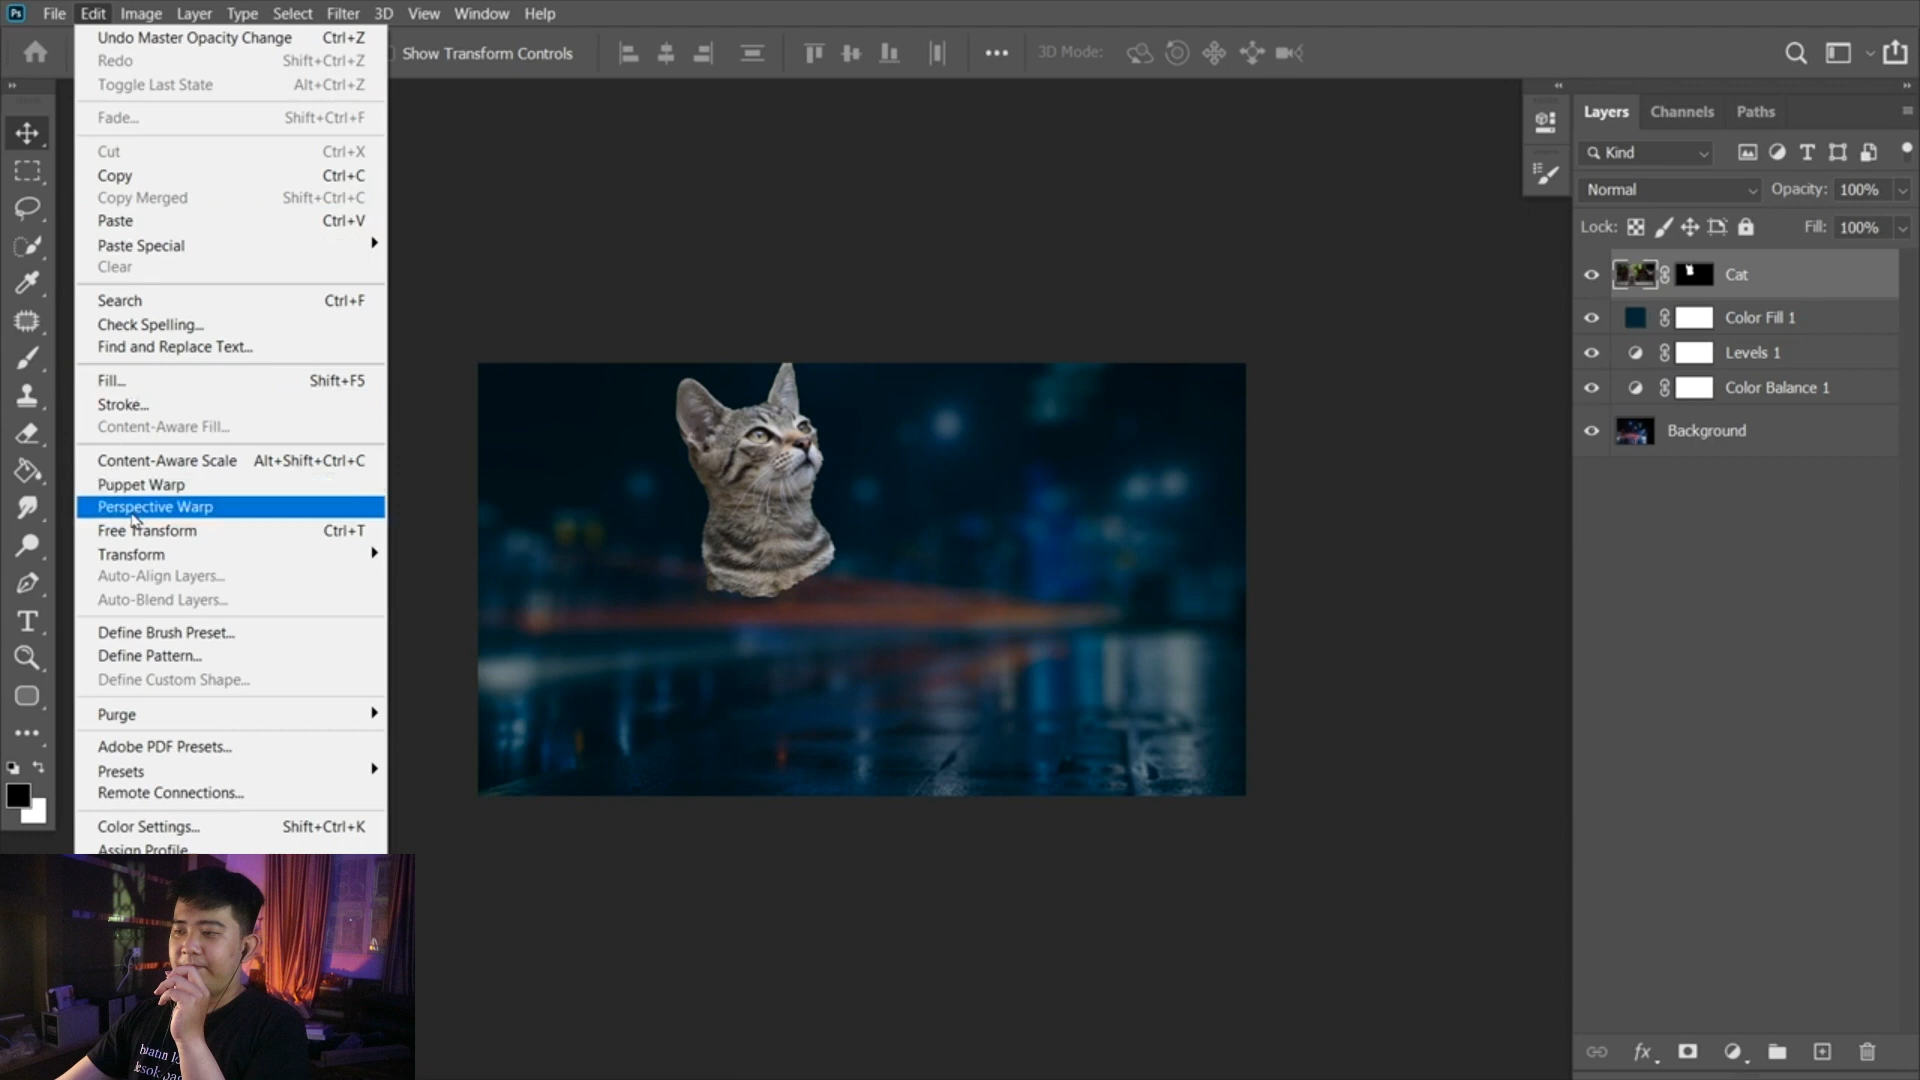 Ps File Edit Image Layer Type Select Filter 3D View Window Help
Show Transform Controls
3D Mode:
Undo Master Opacity Change Ctrl+Z
Redo Shift+Ctrl+Z
Toggle Last State Alt+Ctrl+Z
Fade... Shift+Ctrl+F
Cut Ctrl+X
Copy Ctrl+C
Copy Merged Shift+Ctrl+C
Paste Ctrl+V
Paste Special
Clear
Search Ctrl+F
Check Spelling...
Find and Replace Text...
Fill... Shift+F5
Stroke...
Content-Aware Fill...
Content-Aware Scale Alt+Shift+Ctrl+C
Puppet Warp
Perspective Warp
Free Transform Ctrl+T
Transform
Auto-Align Layers...
Auto-Blend Layers...
Define Brush Preset...
Define Pattern...
Define Custom Shape...
Purge
Adobe PDF Presets...
Presets
Remote Connections...
Color Settings... Shift+Ctrl+K
Assign Profile
Layers Channels Paths
Kind
Normal Opacity: 100%
Lock: Fill: 100%
Cat
Color Fill 1
Levels 1
Color Balance 1
Background
fx